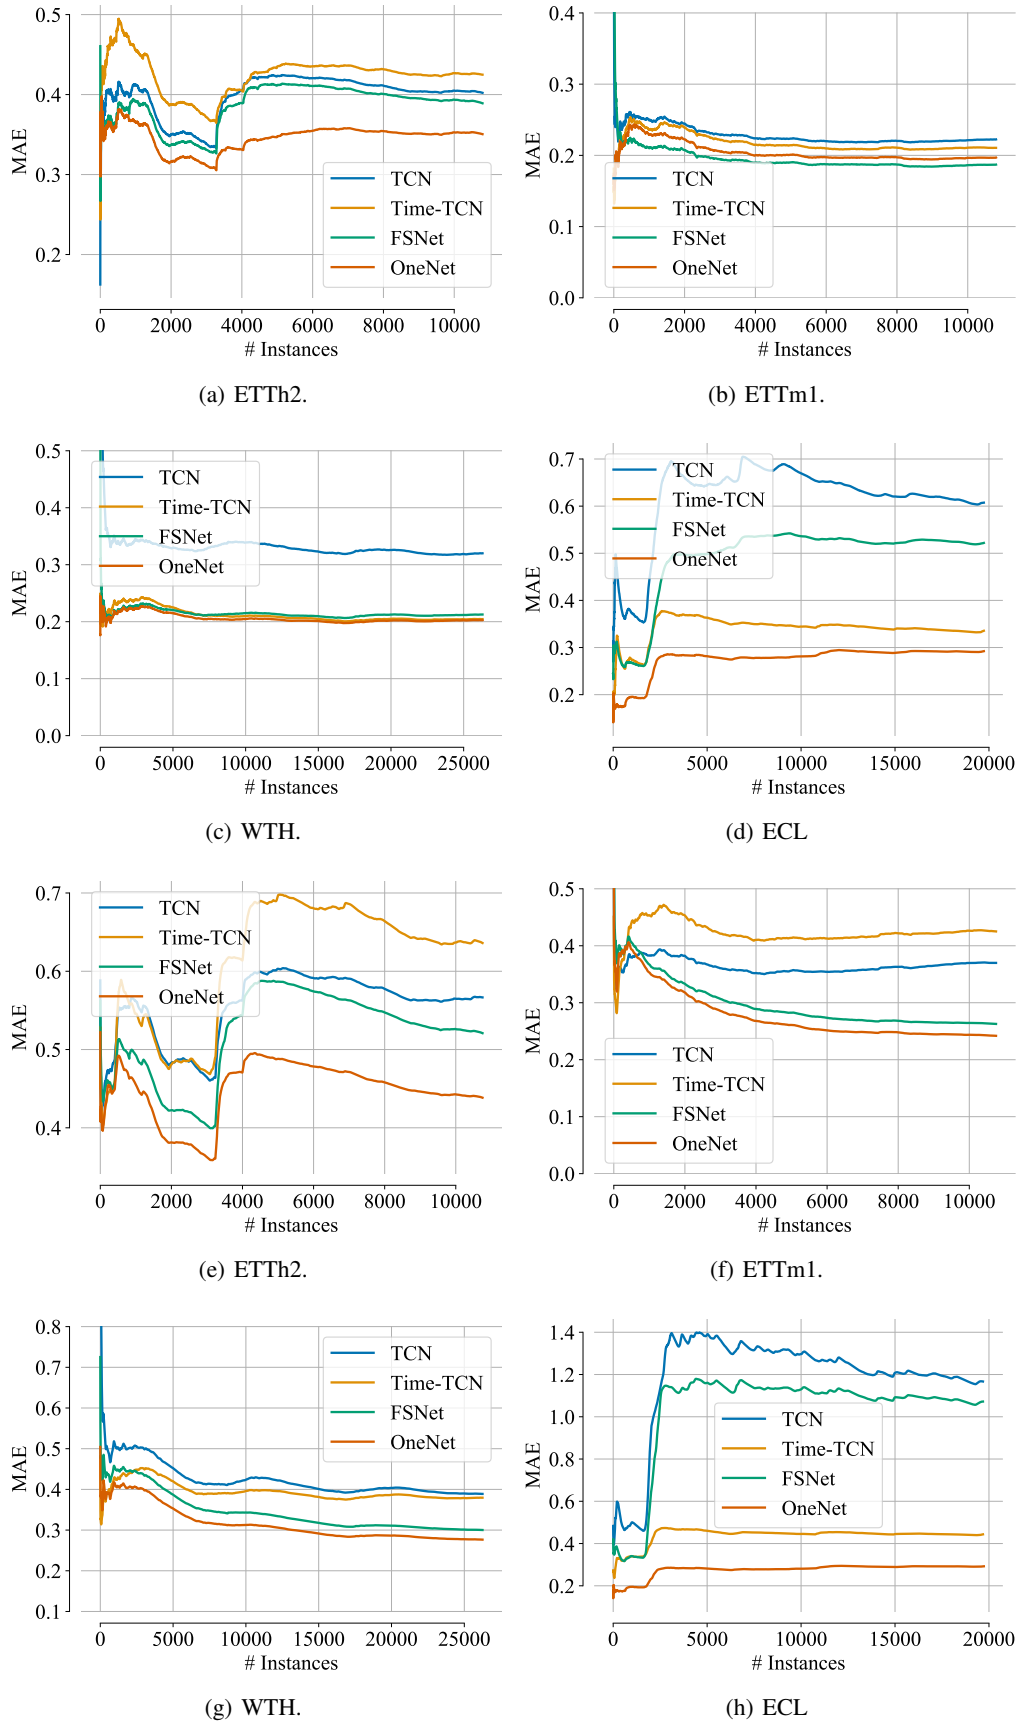 0.5
0.4
0.3
0.2
MAE
TCN
Time-TCN
FSNet
OneNet
0 2000 4000 6000 8000 10000
# Instances
(a) ETTh2.
0.4
0.3
0.2
0.1
0.0
MAE
TCN
Time-TCN
FSNet
OneNet
0 2000 4000 6000 8000 10000
# Instances
(b) ETTm1.
0.5
0.4
0.3
0.2
0.1
0.0
MAE
TCN
Time-TCN
FSNet
OneNet
0 5000 10000 15000 20000 25000
# Instances
(c) WTH.
0.7
0.6
0.5
0.4
0.3
0.2
MAE
TCN
Time-TCN
FSNet
OneNet
0 5000 10000 15000 20000
# Instances
(d) ECL
0.7
0.6
0.5
0.4
MAE
TCN
Time-TCN
FSNet
OneNet
0 2000 4000 6000 8000 10000
# Instances
(e) ETTh2.
0.5
0.4
0.3
0.2
0.1
0.0
MAE
TCN
Time-TCN
FSNet
OneNet
0 2000 4000 6000 8000 10000
# Instances
(f) ETTm1.
0.8
0.7
0.6
0.5
0.4
0.3
0.2
0.1
MAE
TCN
Time-TCN
FSNet
OneNet
0 5000 10000 15000 20000 25000
# Instances
(g) WTH.
1.4
1.2
1.0
0.8
0.6
0.4
0.2
MAE
TCN
Time-TCN
FSNet
OneNet
0 5000 10000 15000 20000
# Instances
(h) ECL